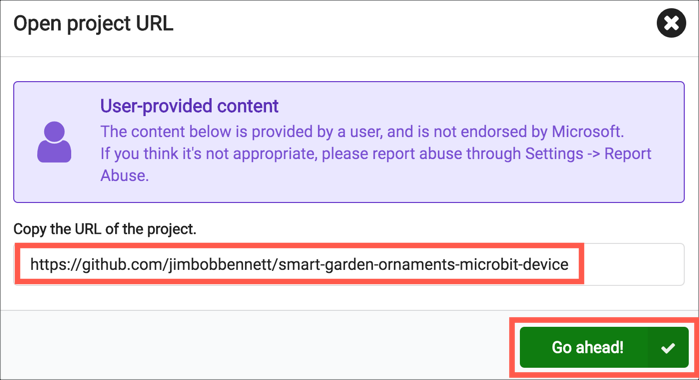 Open project URL
User-provided content
The content below is provided by a user, and is not endorsed by Microsoft.
If you think it's not appropriate, please report abuse through Settings -> Report
Abuse.
Copy the URL of the project.
https://github.com/jimbobbennett/smart-garden-ornaments-microbit-device
Go ahead!